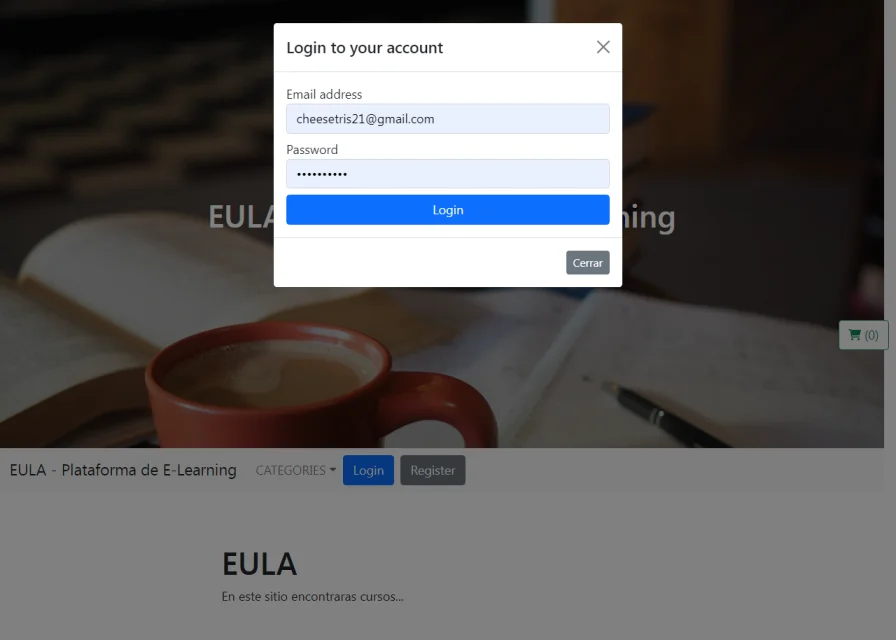 Login to your account
Email address
cheesetris21@gmail.com
Password
••••••••••
Login
EULA
ning
Cerrar
(0)
EULA - Plataforma de E-Learning CATEGORIES Login Register
EULA
En este sitio encontraras cursos...